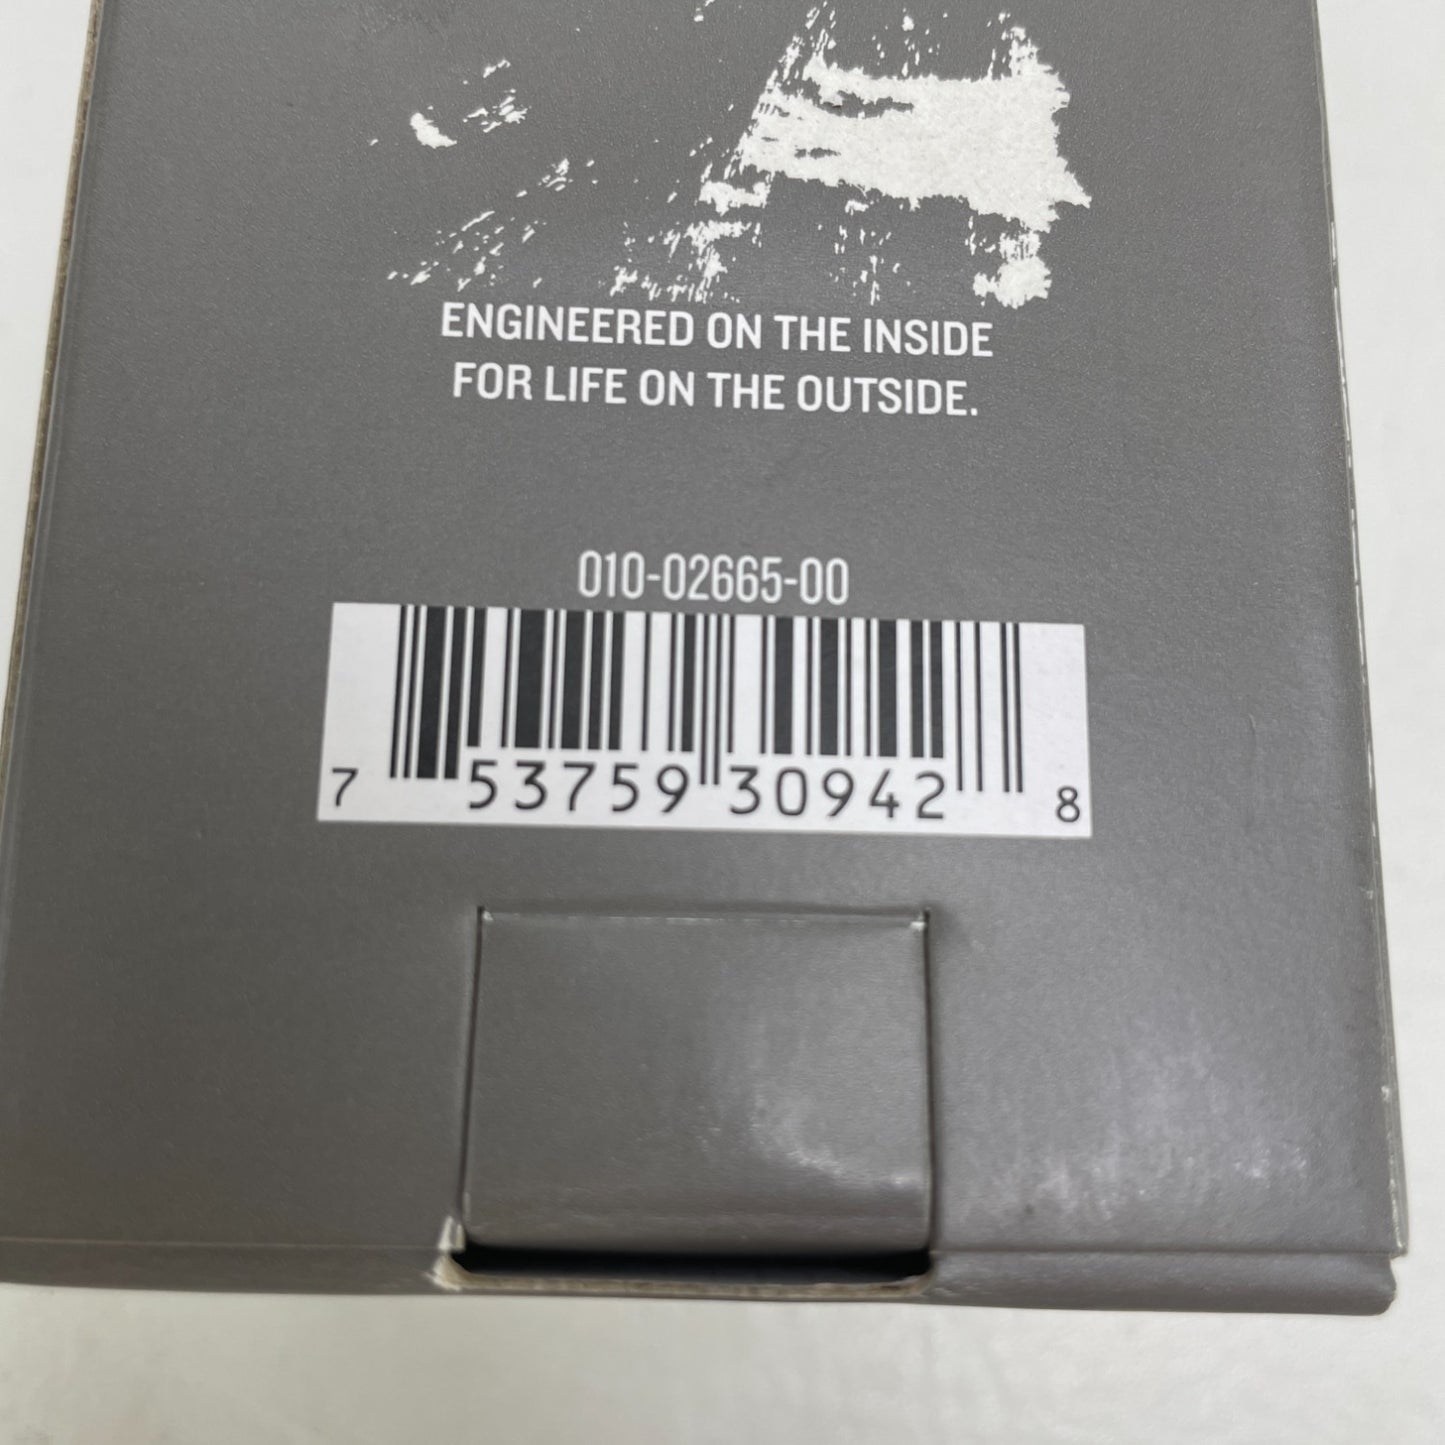 ENGINEERED ON THE INSIDE
FOR LIFE ON THE OUTSIDE.
010-02665-00
7 53759 30942 8